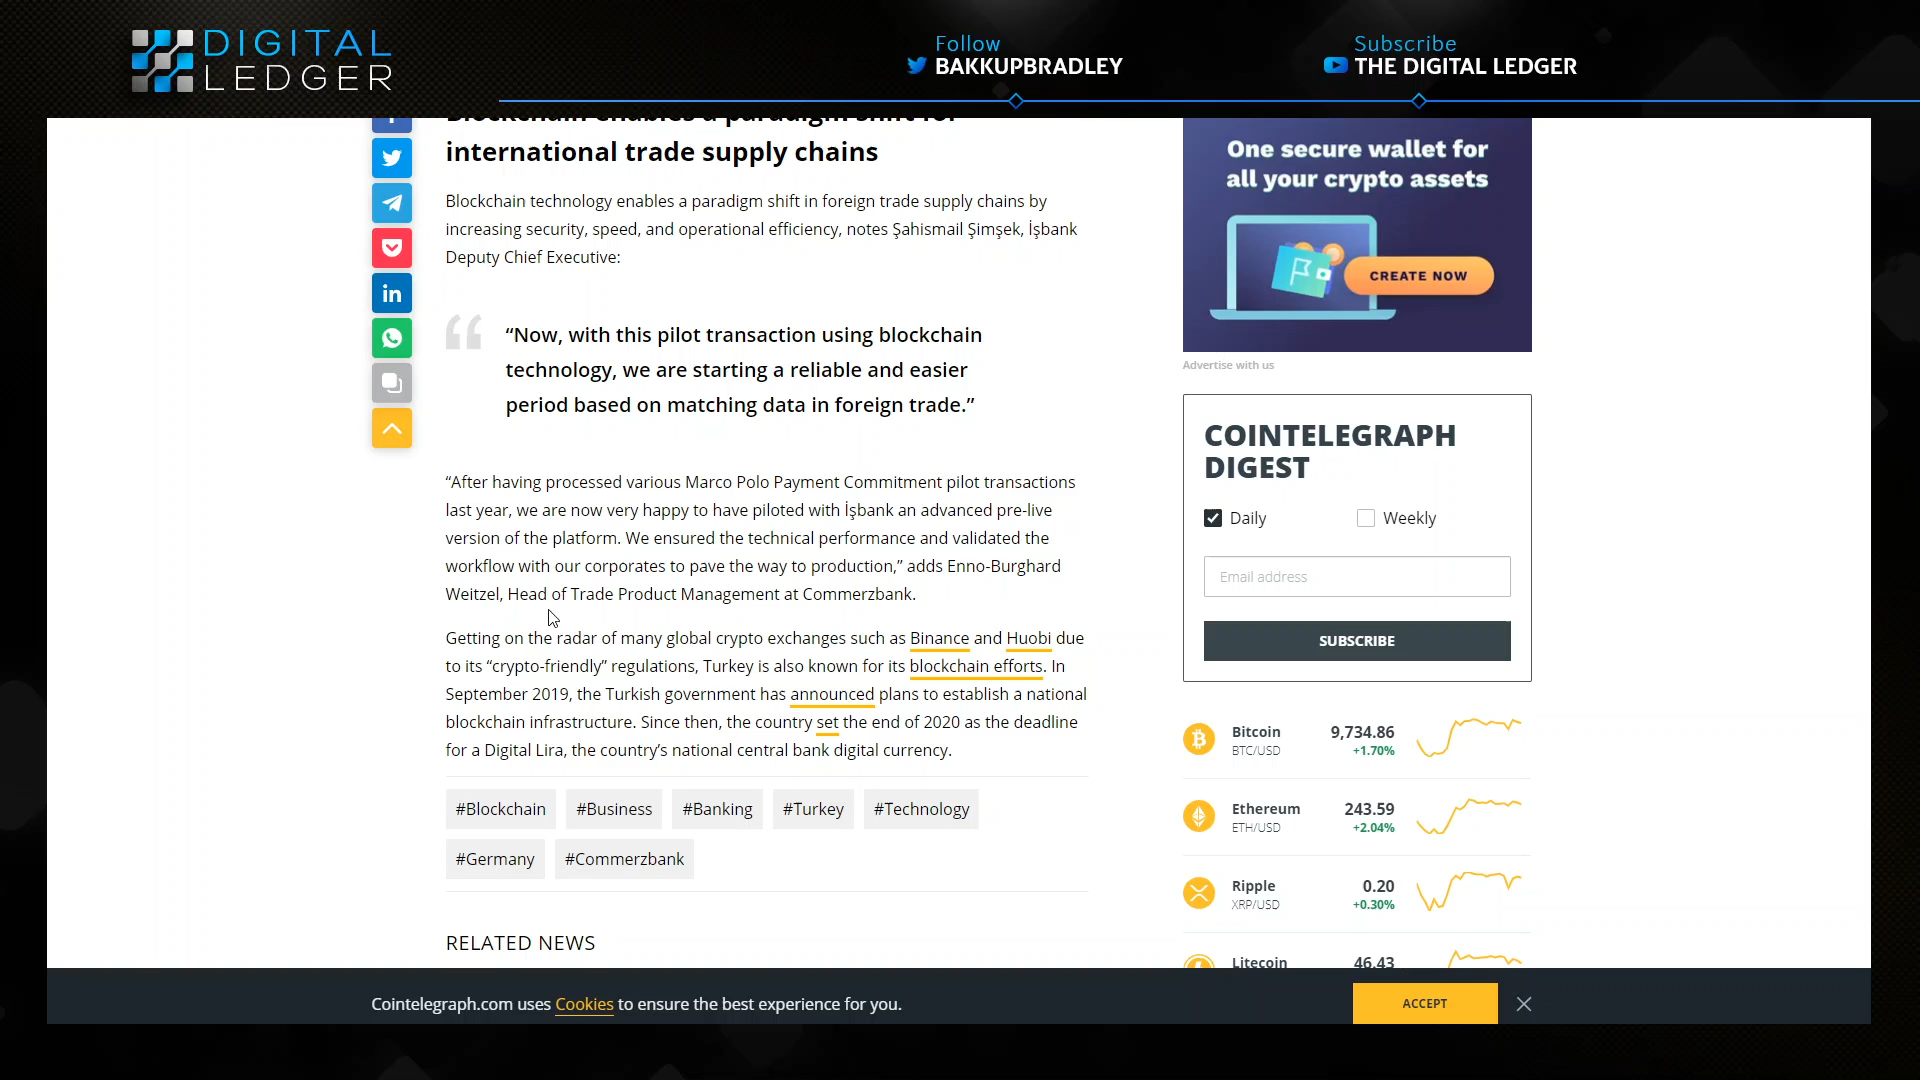 DIGITAL
LEDGER
Follow
BAKKUPBRADLEY
Subscribe
THE DIGITAL LEDGER
Blockchain enables a paradigm shift for
international trade supply chains
Blockchain technology enables a paradigm shift in foreign trade supply chains by
increasing security, speed, and operational efficiency, notes Şahismail Şimşek, İşbank
Deputy Chief Executive:
“Now, with this pilot transaction using blockchain
technology, we are starting a reliable and easier
period based on matching data in foreign trade.”
“After having processed various Marco Polo Payment Commitment pilot transactions
last year, we are now very happy to have piloted with İşbank an advanced pre-live
version of the platform. We ensured the technical performance and validated the
workflow with our corporates to pave the way to production,” adds Enno-Burghard
Weitzel, Head of Trade Product Management at Commerzbank.
Getting on the radar of many global crypto exchanges such as Binance and Huobi due
to its “crypto-friendly” regulations, Turkey is also known for its blockchain efforts. In
September 2019, the Turkish government has announced plans to establish a national
blockchain infrastructure. Since then, the country set the end of 2020 as the deadline
for a Digital Lira, the country’s national central bank digital currency.
#Blockchain #Business #Banking #Turkey #Technology
#Germany #Commerzbank
RELATED NEWS
One secure wallet for
all your crypto assets
CREATE NOW
Advertise with us
COINTELEGRAPH
DIGEST
Daily Weekly
Email address
SUBSCRIBE
Bitcoin 9,734.86
BTC/USD +1.70%
Ethereum 243.59
ETH/USD +2.04%
Ripple 0.20
XRP/USD +0.30%
Litecoin 46.43
Cointelegraph.com uses Cookies to ensure the best experience for you.
ACCEPT